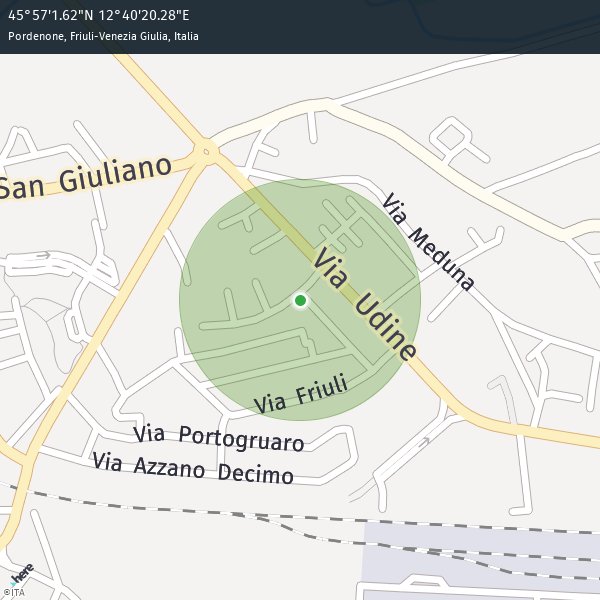 45°57'1.62"N 12°40'20.28"E
Pordenone, Friuli-Venezia Giulia, Italia
San Giuliano
Via Meduna
Via Udine
Via Friuli
Via Portogruaro
Via Azzano Decimo
here
©ITA